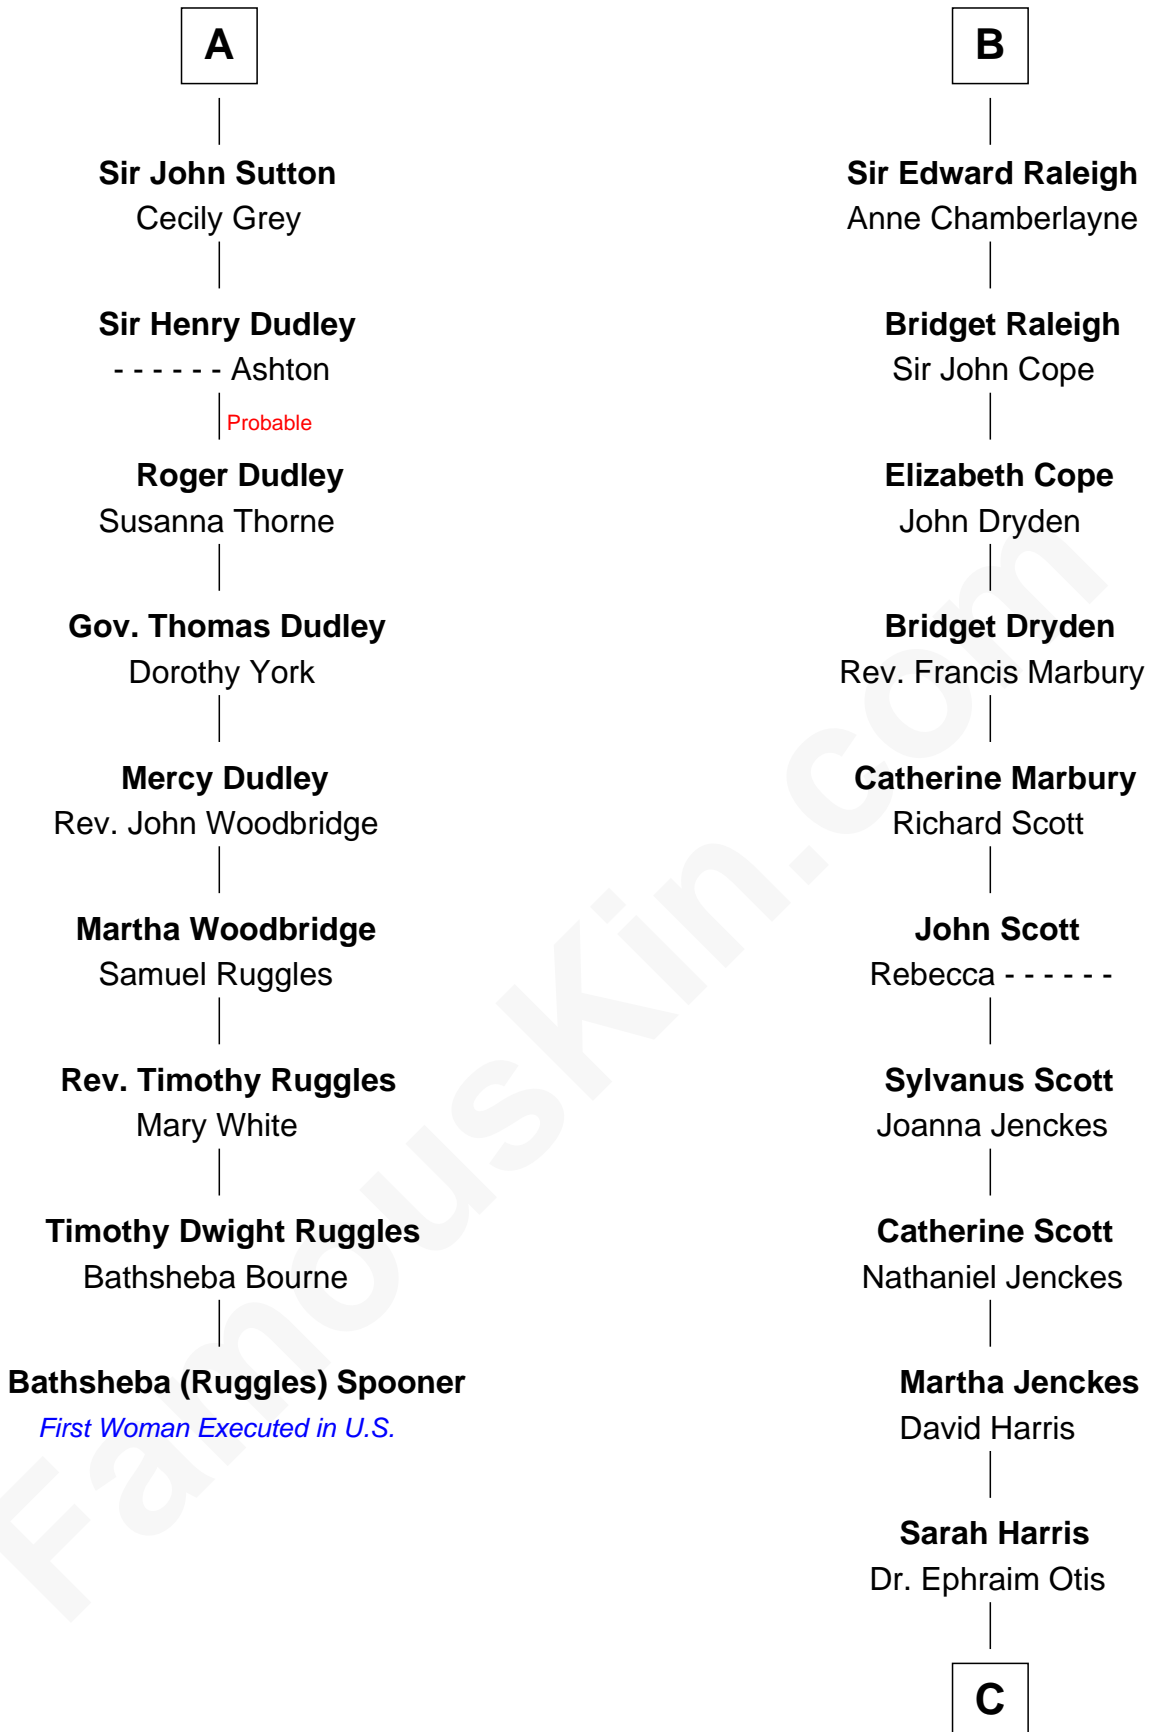 A
Sir John Sutton
Cecily Grey
Sir Henry Dudley
- - - - - - Ashton
Probable
Roger Dudley
Susanna Thorne
Gov. Thomas Dudley
Dorothy York
Mercy Dudley
Rev. John Woodbridge
Martha Woodbridge
Samuel Ruggles
Rev. Timothy Ruggles
Mary White
Timothy Dwight Ruggles
Bathsheba Bourne
Bathsheba (Ruggles) Spooner
First Woman Executed in U.S.
B
Sir Edward Raleigh
Anne Chamberlayne
Bridget Raleigh
Sir John Cope
Elizabeth Cope
John Dryden
Bridget Dryden
Rev. Francis Marbury
Catherine Marbury
Richard Scott
John Scott
Rebecca - - - - - -
Sylvanus Scott
Joanna Jenckes
Catherine Scott
Nathaniel Jenckes
Martha Jenckes
David Harris
Sarah Harris
Dr. Ephraim Otis
C
FamousKin.com